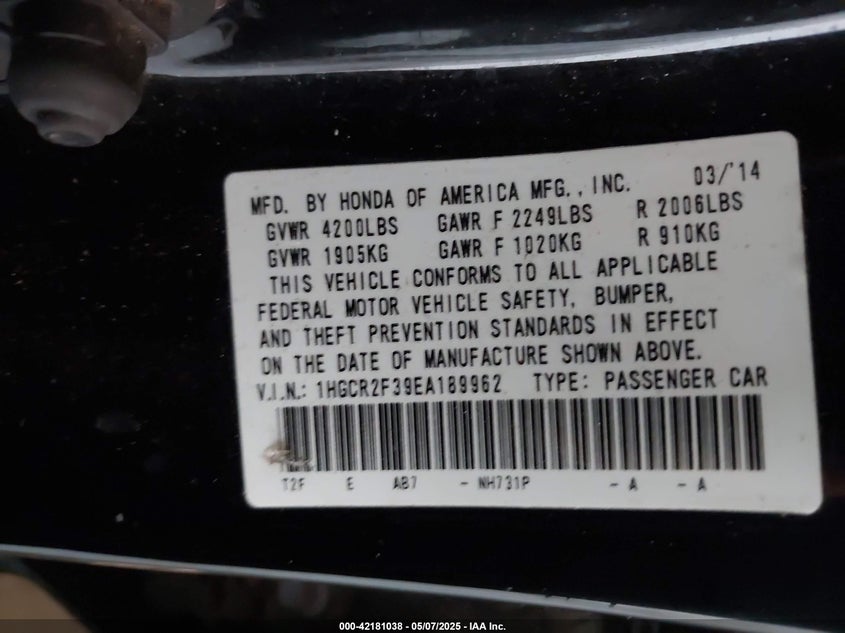 MFD. BY HONDA OF AMERICA MFG., INC. 03/'14
GVWR 4200LBS GAWR F 2249LBS R 2006LBS
GVWR 1905KG GAWR F 1020KG R 910KG
THIS VEHICLE CONFORMS TO ALL APPLICABLE
FEDERAL MOTOR VEHICLE SAFETY, BUMPER,
AND THEFT PREVENTION STANDARDS IN EFFECT
ON THE DATE OF MANUFACTURE SHOWN ABOVE.
V.I.N.: 1HGCR2F39EA189962 TYPE: PASSENGER CAR
T2F E AB7 - NH731P - A - A
000-42181038 - 05/07/2025 - IAA Inc.